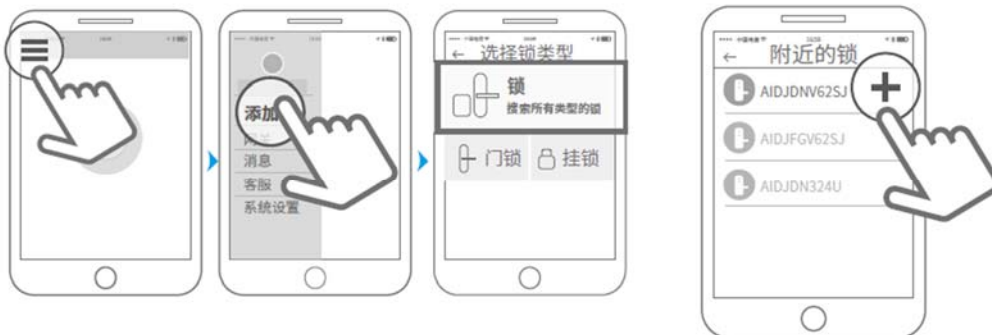 添加
消息
客服
系统设置
选择锁类型
锁
搜索所有类型的锁
门锁
挂锁
附近的锁
AIDJDNV62SJ
AIDJFGV62SJ
AIDJDN324U